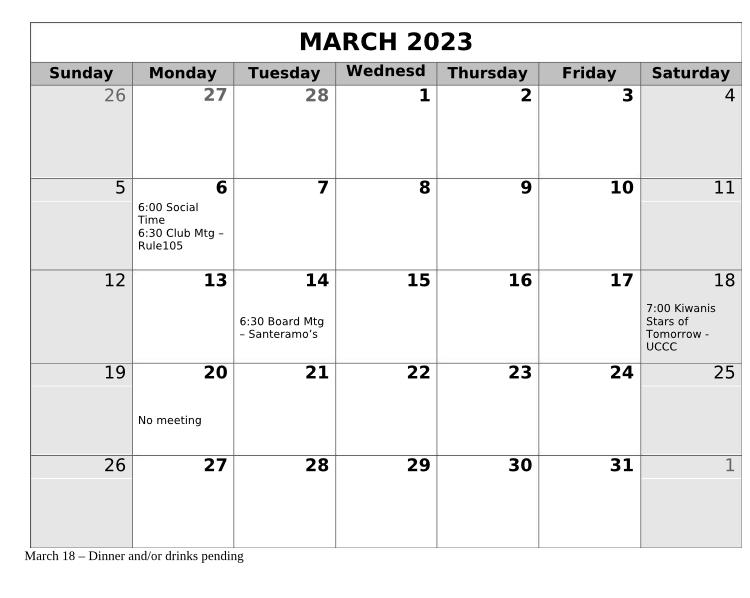 MARCH 2023
Sunday Monday Tuesday Wednesd Thursday Friday Saturday
26 27 28 1 2 3 4
5 6 7 8 9 10 11
6:00 Social
Time
6:30 Club Mtg –
Rule105
12 13 14 15 16 17 18
6:30 Board Mtg
– Santeramo’s
7:00 Kiwanis
Stars of
Tomorrow -
UCCC
19 20 21 22 23 24 25
No meeting
26 27 28 29 30 31 1
March 18 – Dinner and/or drinks pending